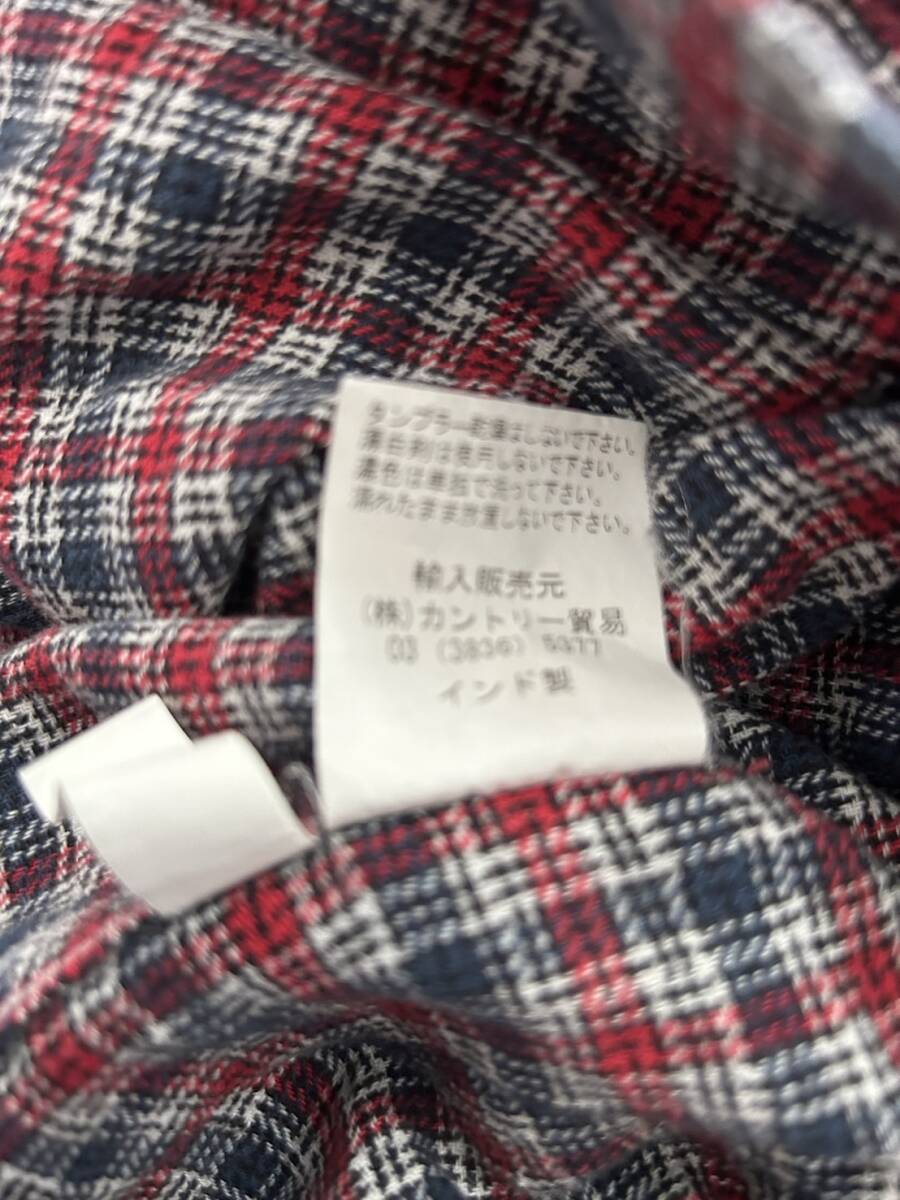 タンブラー乾燥はしないで下さい。
漂白剤は使用しないで下さい。
濃色は単独で洗って下さい。
濡れたまま放置しないで下さい。
輸入販売元
(株)カントリー貿易
03
インド製